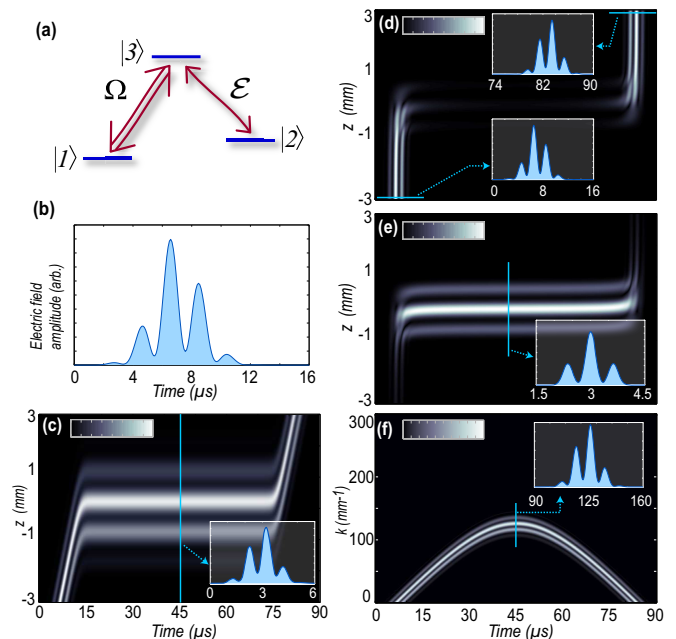 (a)
|3⟩
Ω
ℰ
|1⟩
|2⟩
(b)
Electric field
amplitude (arb.)
0 4 8 12 16
Time (μs)
(c)
3
1
-1
-3
z (mm)
0 3 6
0 15 30 45 60 75 90
Time (μs)
(d)
3
1
-1
-3
z (mm)
74 82 90
0 8 16
(e)
3
1
-1
-3
z (mm)
1.5 3 4.5
(f)
300
200
100
0
k (mm-1)
90 125 160
0 15 30 45 60 75 90
Time (μs)